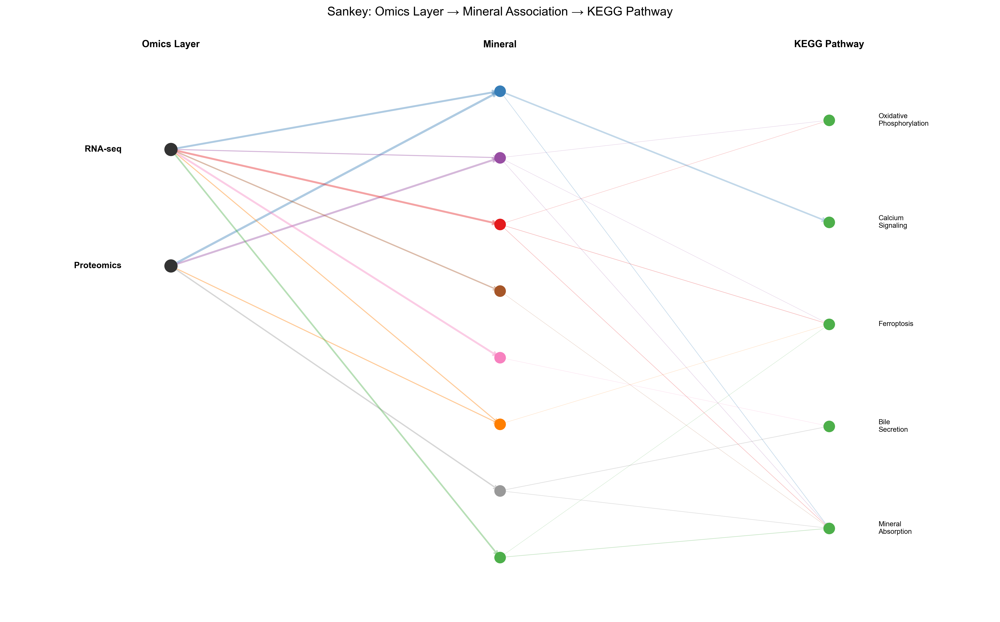 Sankey: Omics Layer → Mineral Association → KEGG Pathway
Omics Layer
Mineral
KEGG Pathway
RNA-seq
Proteomics
Oxidative
Phosphorylation
Calcium
Signaling
Ferroptosis
Bile
Secretion
Mineral
Absorption